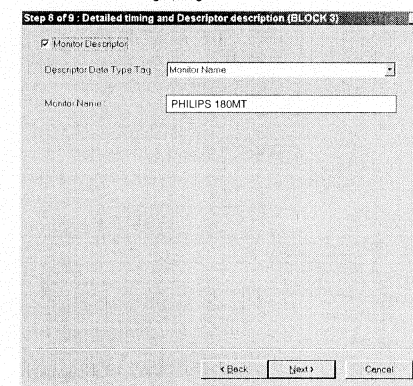 Step 8 of 9 : Detailed timing and Descriptor description (BLOCK 3)
Monitor Descriptor
Descriptor Data Type Tag Monitor Name
Monitor Name PHILIPS 180MT
< Back Next > Cancel